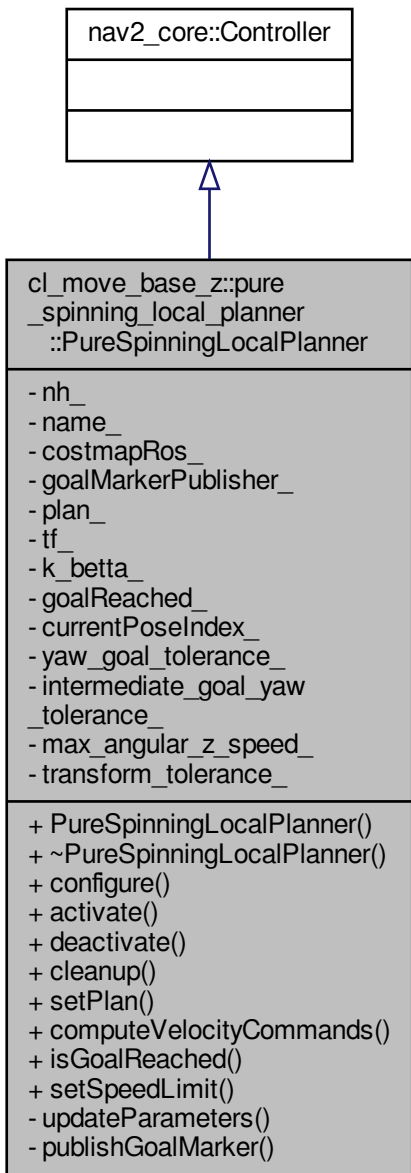 nav2_core::Controller
cl_move_base_z::pure
_spinning_local_planner
::PureSpinningLocalPlanner
- nh_
- name_
- costmapRos_
- goalMarkerPublisher_
- plan_
- tf_
- k_betta_
- goalReached_
- currentPoseIndex_
- yaw_goal_tolerance_
- intermediate_goal_yaw
_tolerance_
- max_angular_z_speed_
- transform_tolerance_
+ PureSpinningLocalPlanner()
+ ~PureSpinningLocalPlanner()
+ configure()
+ activate()
+ deactivate()
+ cleanup()
+ setPlan()
+ computeVelocityCommands()
+ isGoalReached()
+ setSpeedLimit()
- updateParameters()
- publishGoalMarker()